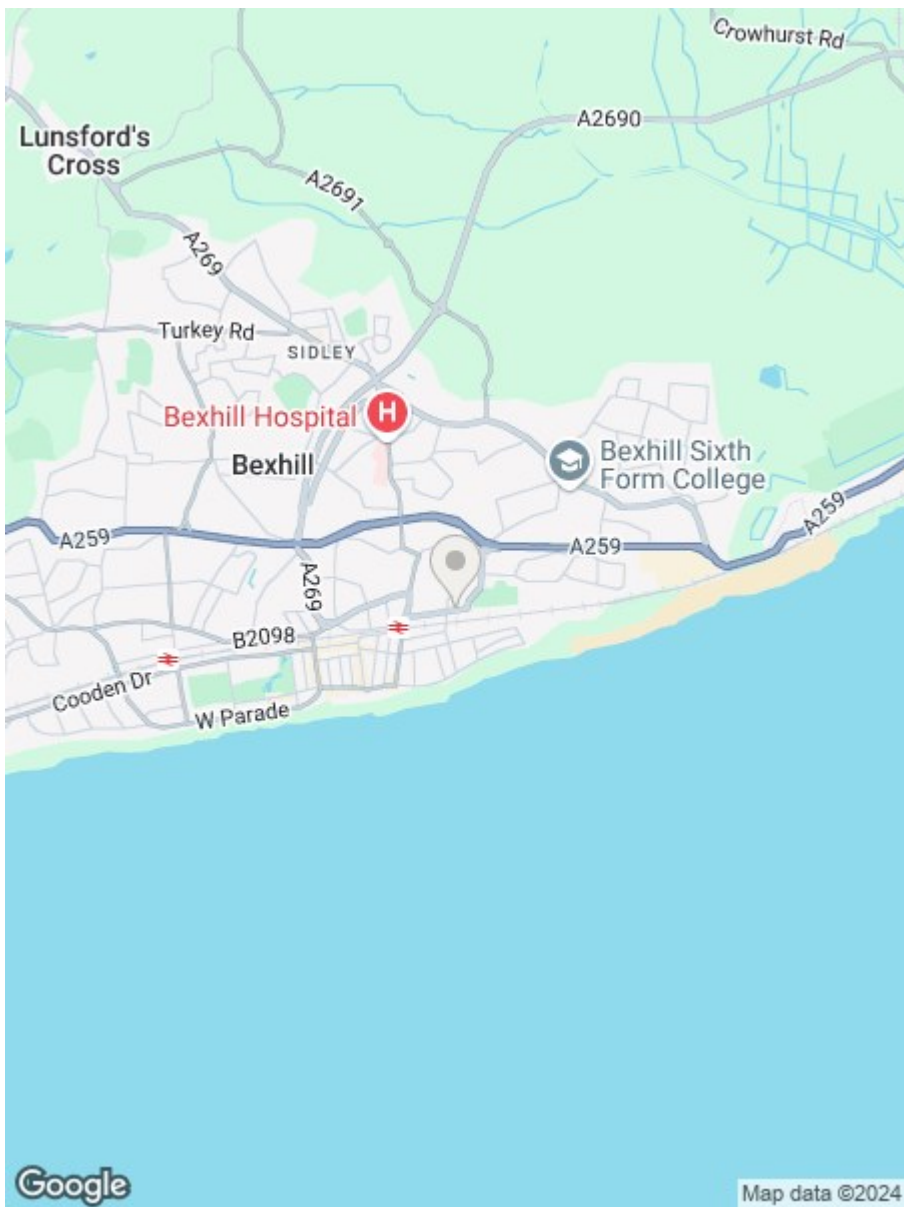 Crowhurst Rd
A2690
Lunsford's
Cross
A2691
A269
Turkey Rd
SIDLEY
Bexhill Hospital
H
Bexhill
Bexhill Sixth
Form College
A259
A259
A259
A269
B2098
Cooden Dr
W Parade
Google
Map data ©2024